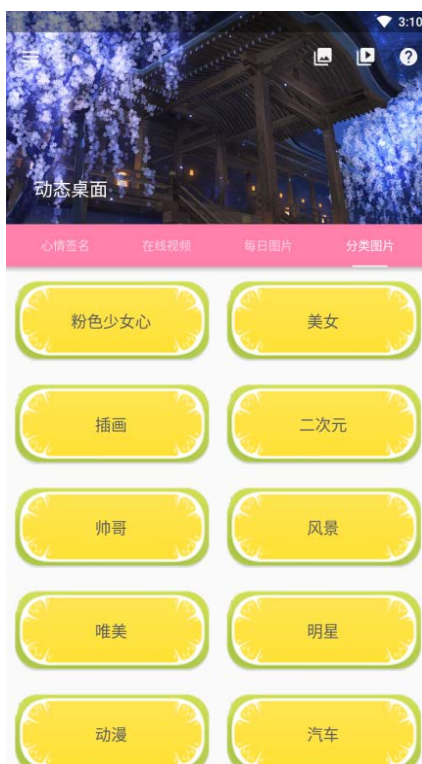 3:10
动态桌面
心情签名 在线视频 每日图片 分类图片
粉色少女心 美女
插画 二次元
帅哥 风景
唯美 明星
动漫 汽车